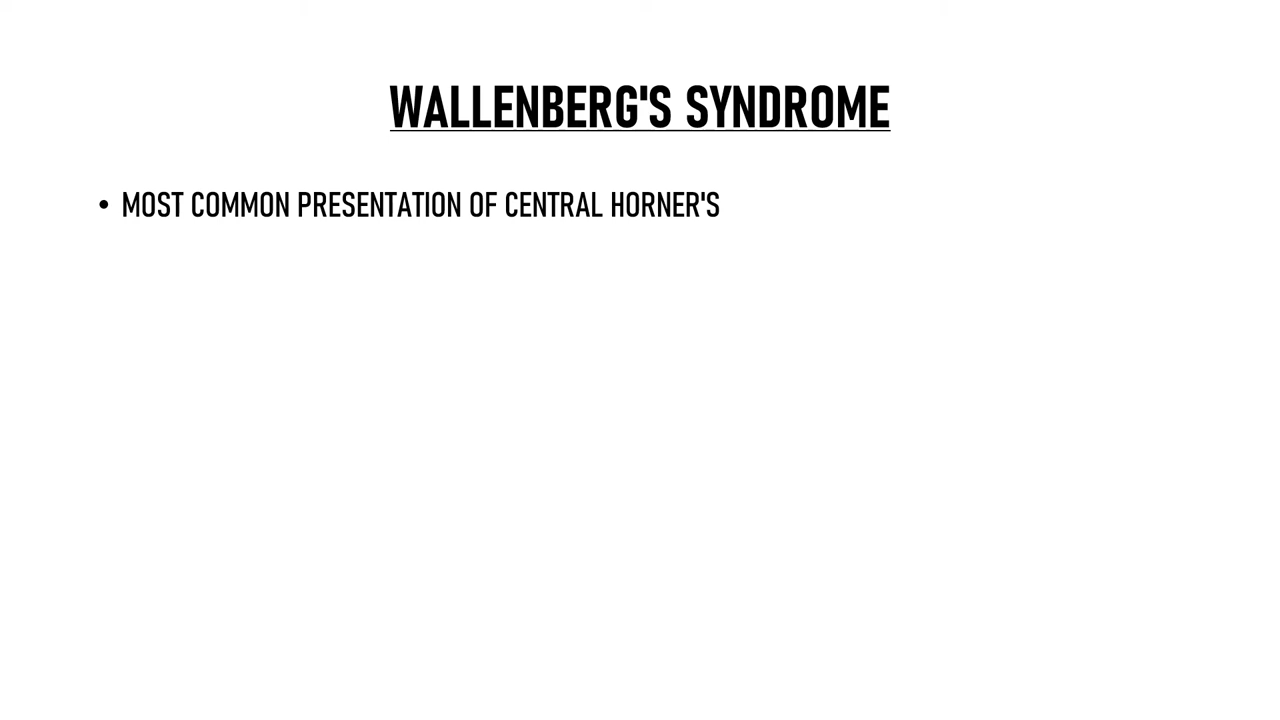 WALLENBERG'S SYNDROME
• MOST COMMON PRESENTATION OF CENTRAL HORNER'S